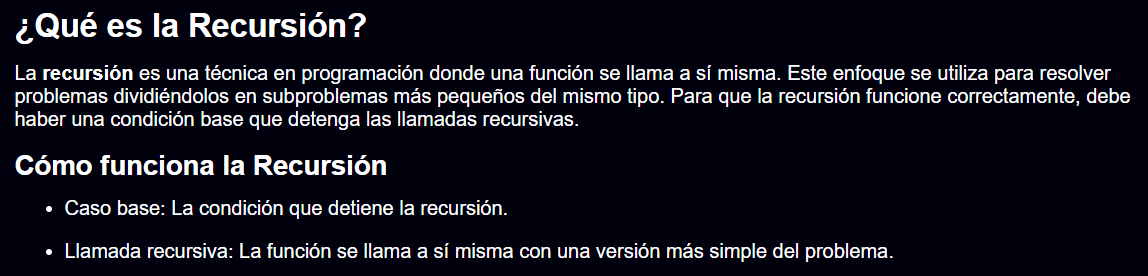 ¿Qué es la Recursión?
La recursión es una técnica en programación donde una función se llama a sí misma. Este enfoque se utiliza para resolver
problemas dividiéndolos en subproblemas más pequeños del mismo tipo. Para que la recursión funcione correctamente, debe
haber una condición base que detenga las llamadas recursivas.
Cómo funciona la Recursión
• Caso base: La condición que detiene la recursión.
• Llamada recursiva: La función se llama a sí misma con una versión más simple del problema.